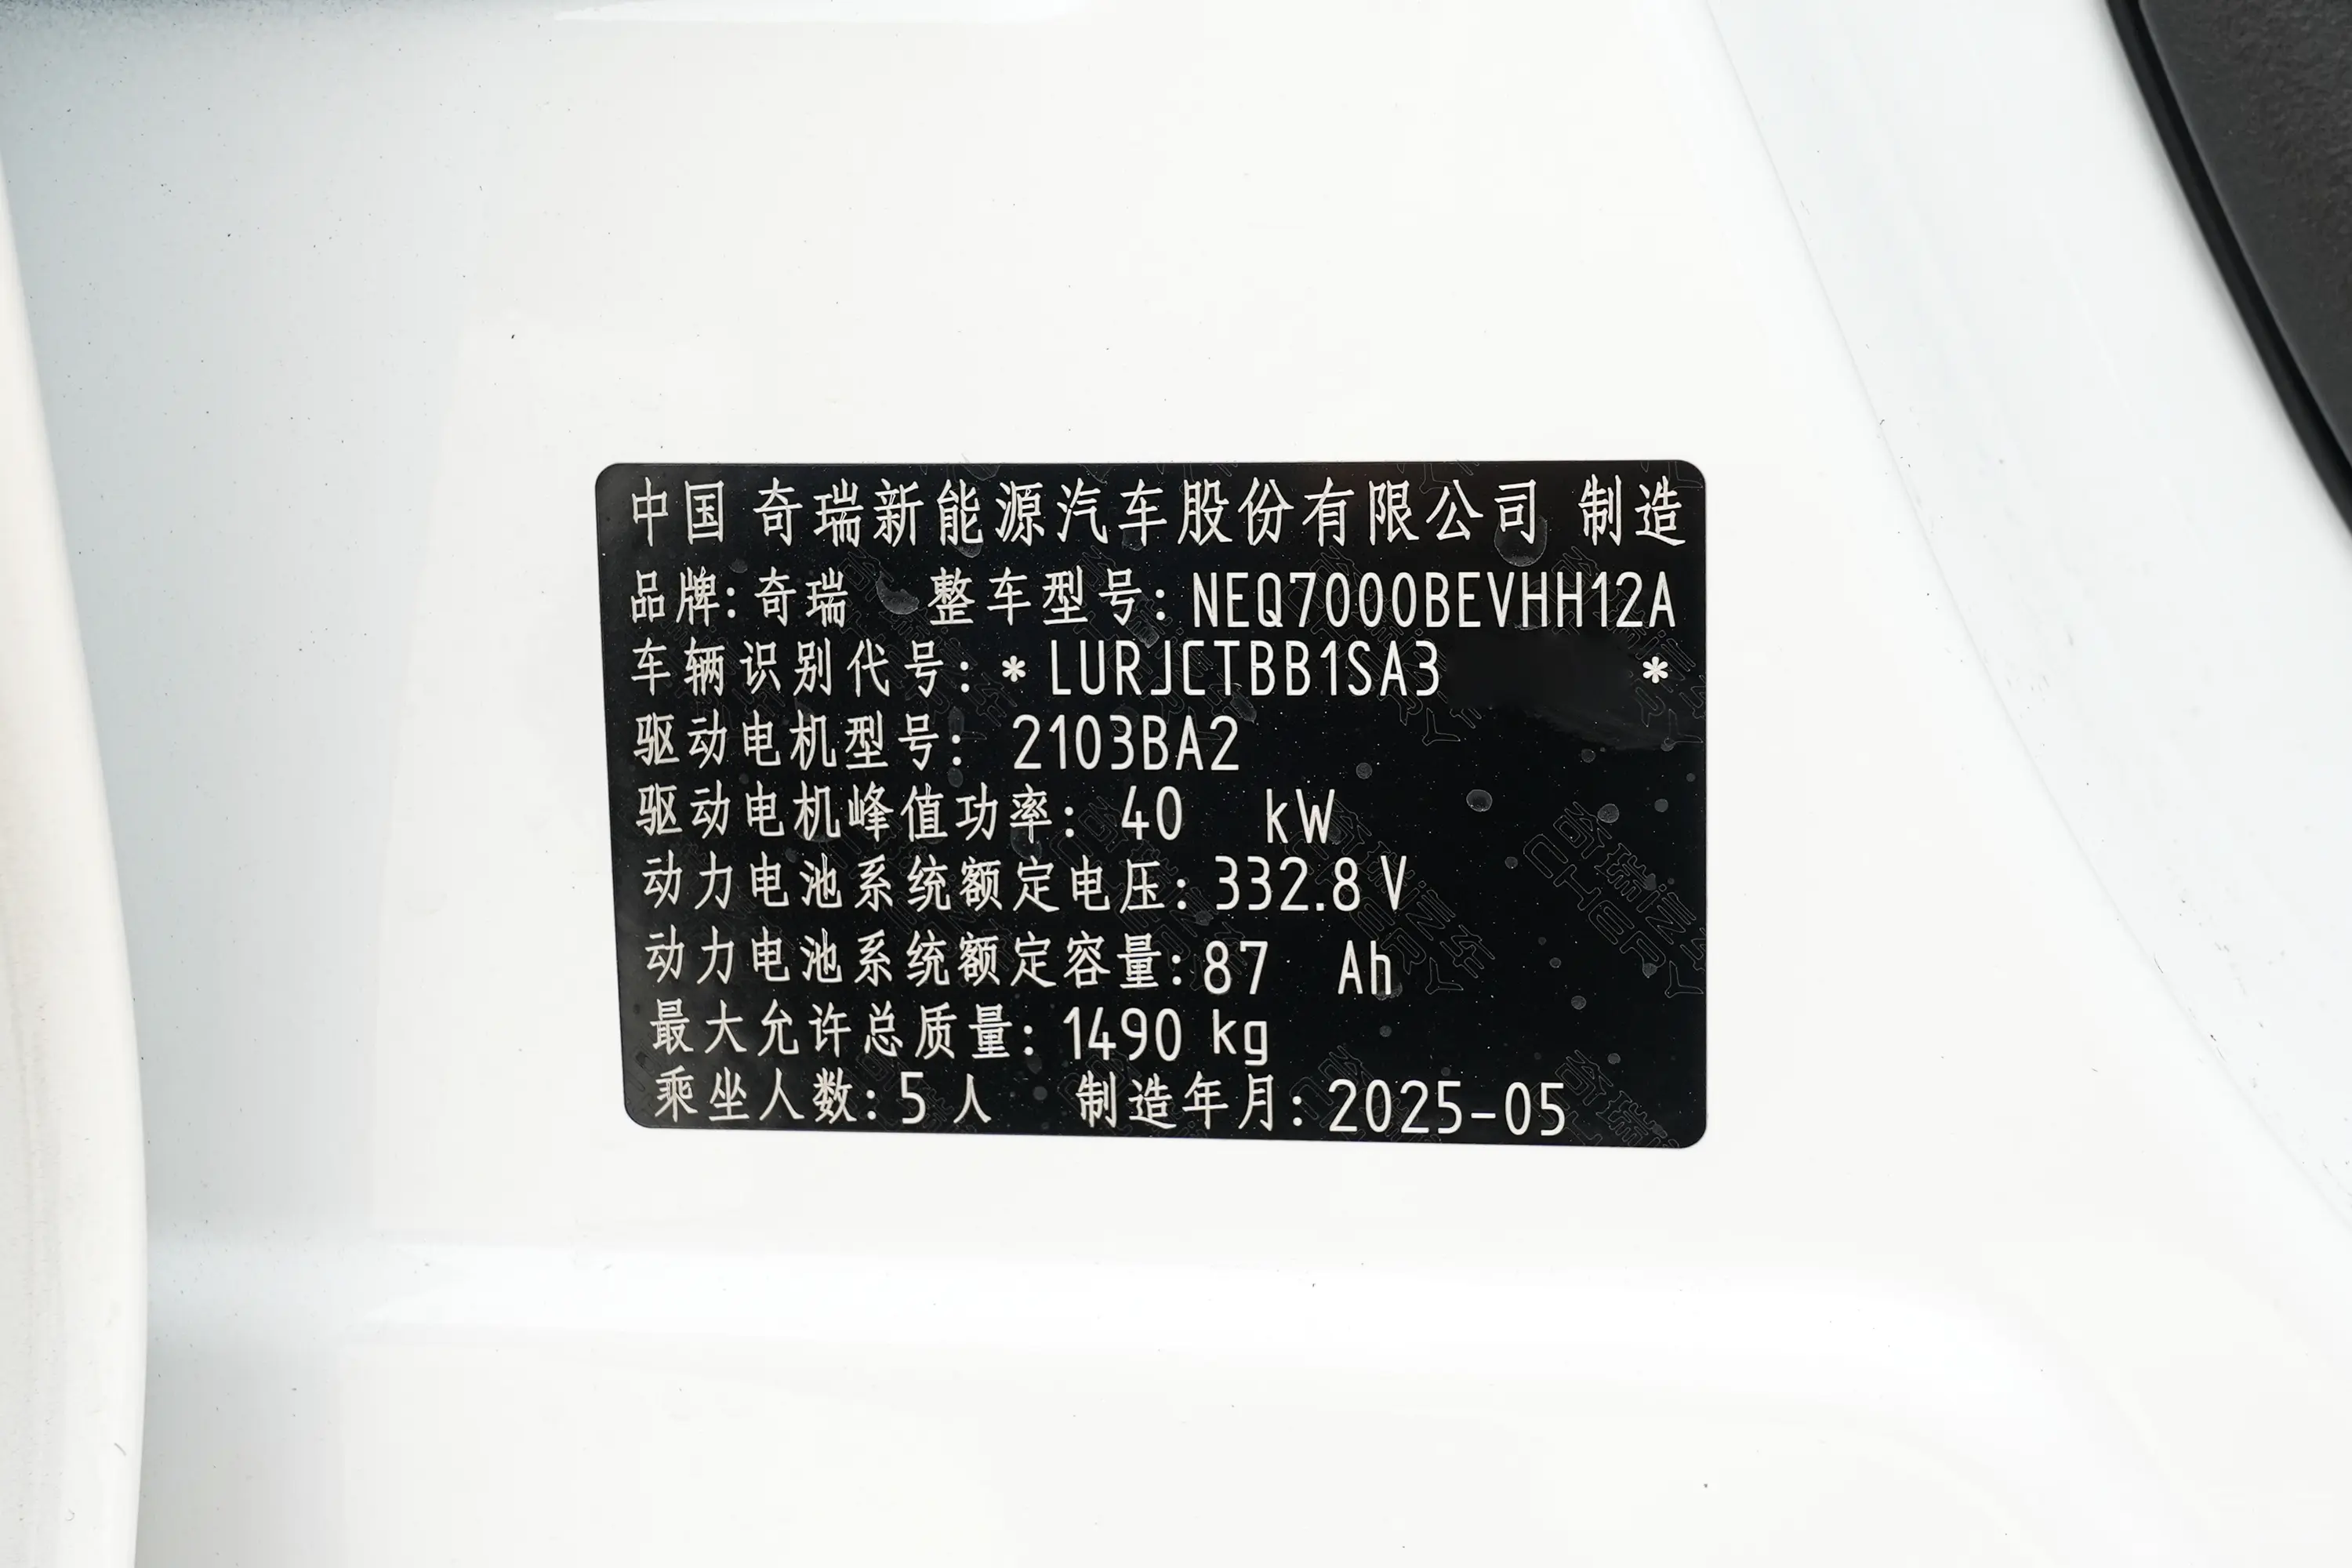 中国 奇瑞新能源汽车股份有限公司 制造
品牌:奇瑞 整车型号:NEQ7000BEVHH12A
车辆识别代号:*LURJCTBB1SA3 *
驱动电机型号: 2103BA2
驱动电机峰值功率: 40 kW
动力电池系统额定电压:332.8V
动力电池系统额定容量:87 Ah
最大允许总质量:1490 kg
乘坐人数:5人 制造年月:2025-05